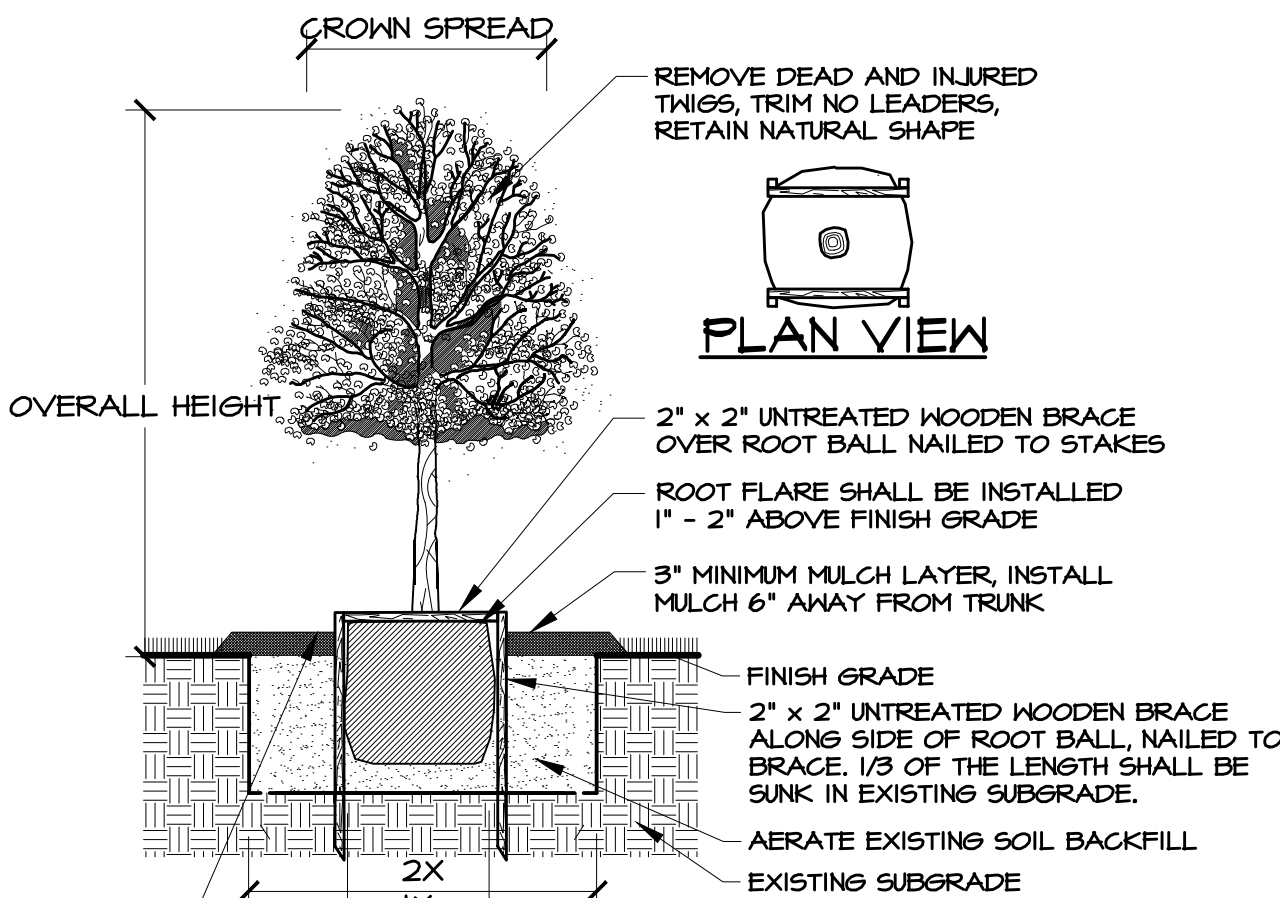 CROWN SPREAD
REMOVE DEAD AND INJURED
TWIGS, TRIM NO LEADERS,
RETAIN NATURAL SHAPE
PLAN VIEW
OVERALL HEIGHT
2" x 2" UNTREATED WOODEN BRACE
OVER ROOT BALL NAILED TO STAKES
ROOT FLARE SHALL BE INSTALLED
1" - 2" ABOVE FINISH GRADE
3" MINIMUM MULCH LAYER, INSTALL
MULCH 6" AWAY FROM TRUNK
FINISH GRADE
2" x 2" UNTREATED WOODEN BRACE
ALONG SIDE OF ROOT BALL, NAILED TO
BRACE. 1/3 OF THE LENGTH SHALL BE
SUNK IN EXISTING SUBGRADE.
AERATE EXISTING SOIL BACKFILL
2X
EXISTING SUBGRADE